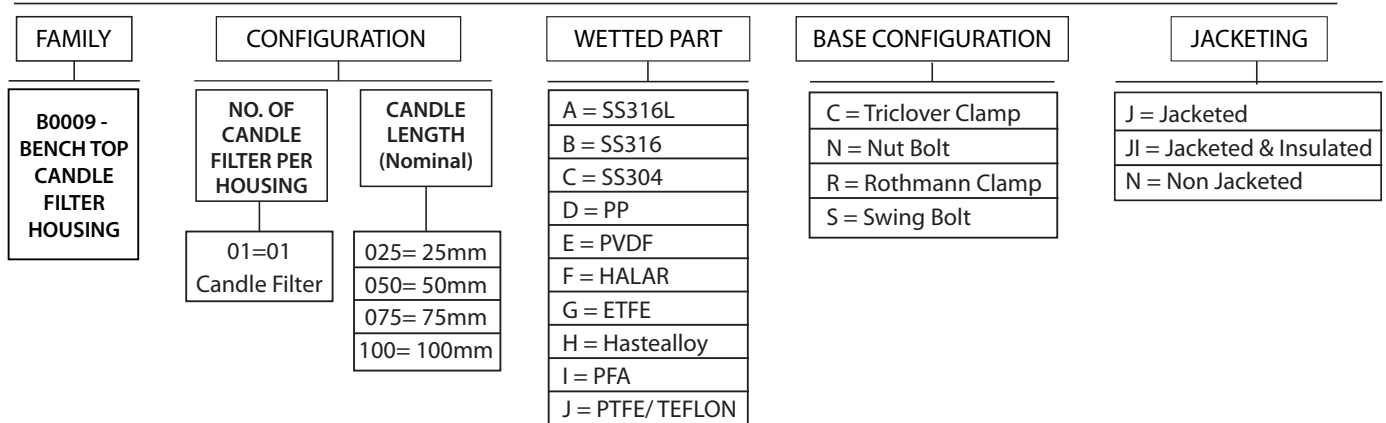 FAMILY
B0009 -
BENCH TOP
CANDLE
FILTER
HOUSING
CONFIGURATION
NO. OF
CANDLE
FILTER PER
HOUSING
01=01
Candle Filter
CANDLE
LENGTH
(Nominal)
025= 25mm
050= 50mm
075= 75mm
100= 100mm
WETTED PART
A = SS316L
B = SS316
C = SS304
D = PP
E = PVDF
F = HALAR
G = ETFE
H = Hastealloy
I = PFA
J = PTFE/ TEFLON
BASE CONFIGURATION
C = Triclover Clamp
N = Nut Bolt
R = Rothmann Clamp
S = Swing Bolt
JACKETING
J = Jacketed
JI = Jacketed & Insulated
N = Non Jacketed